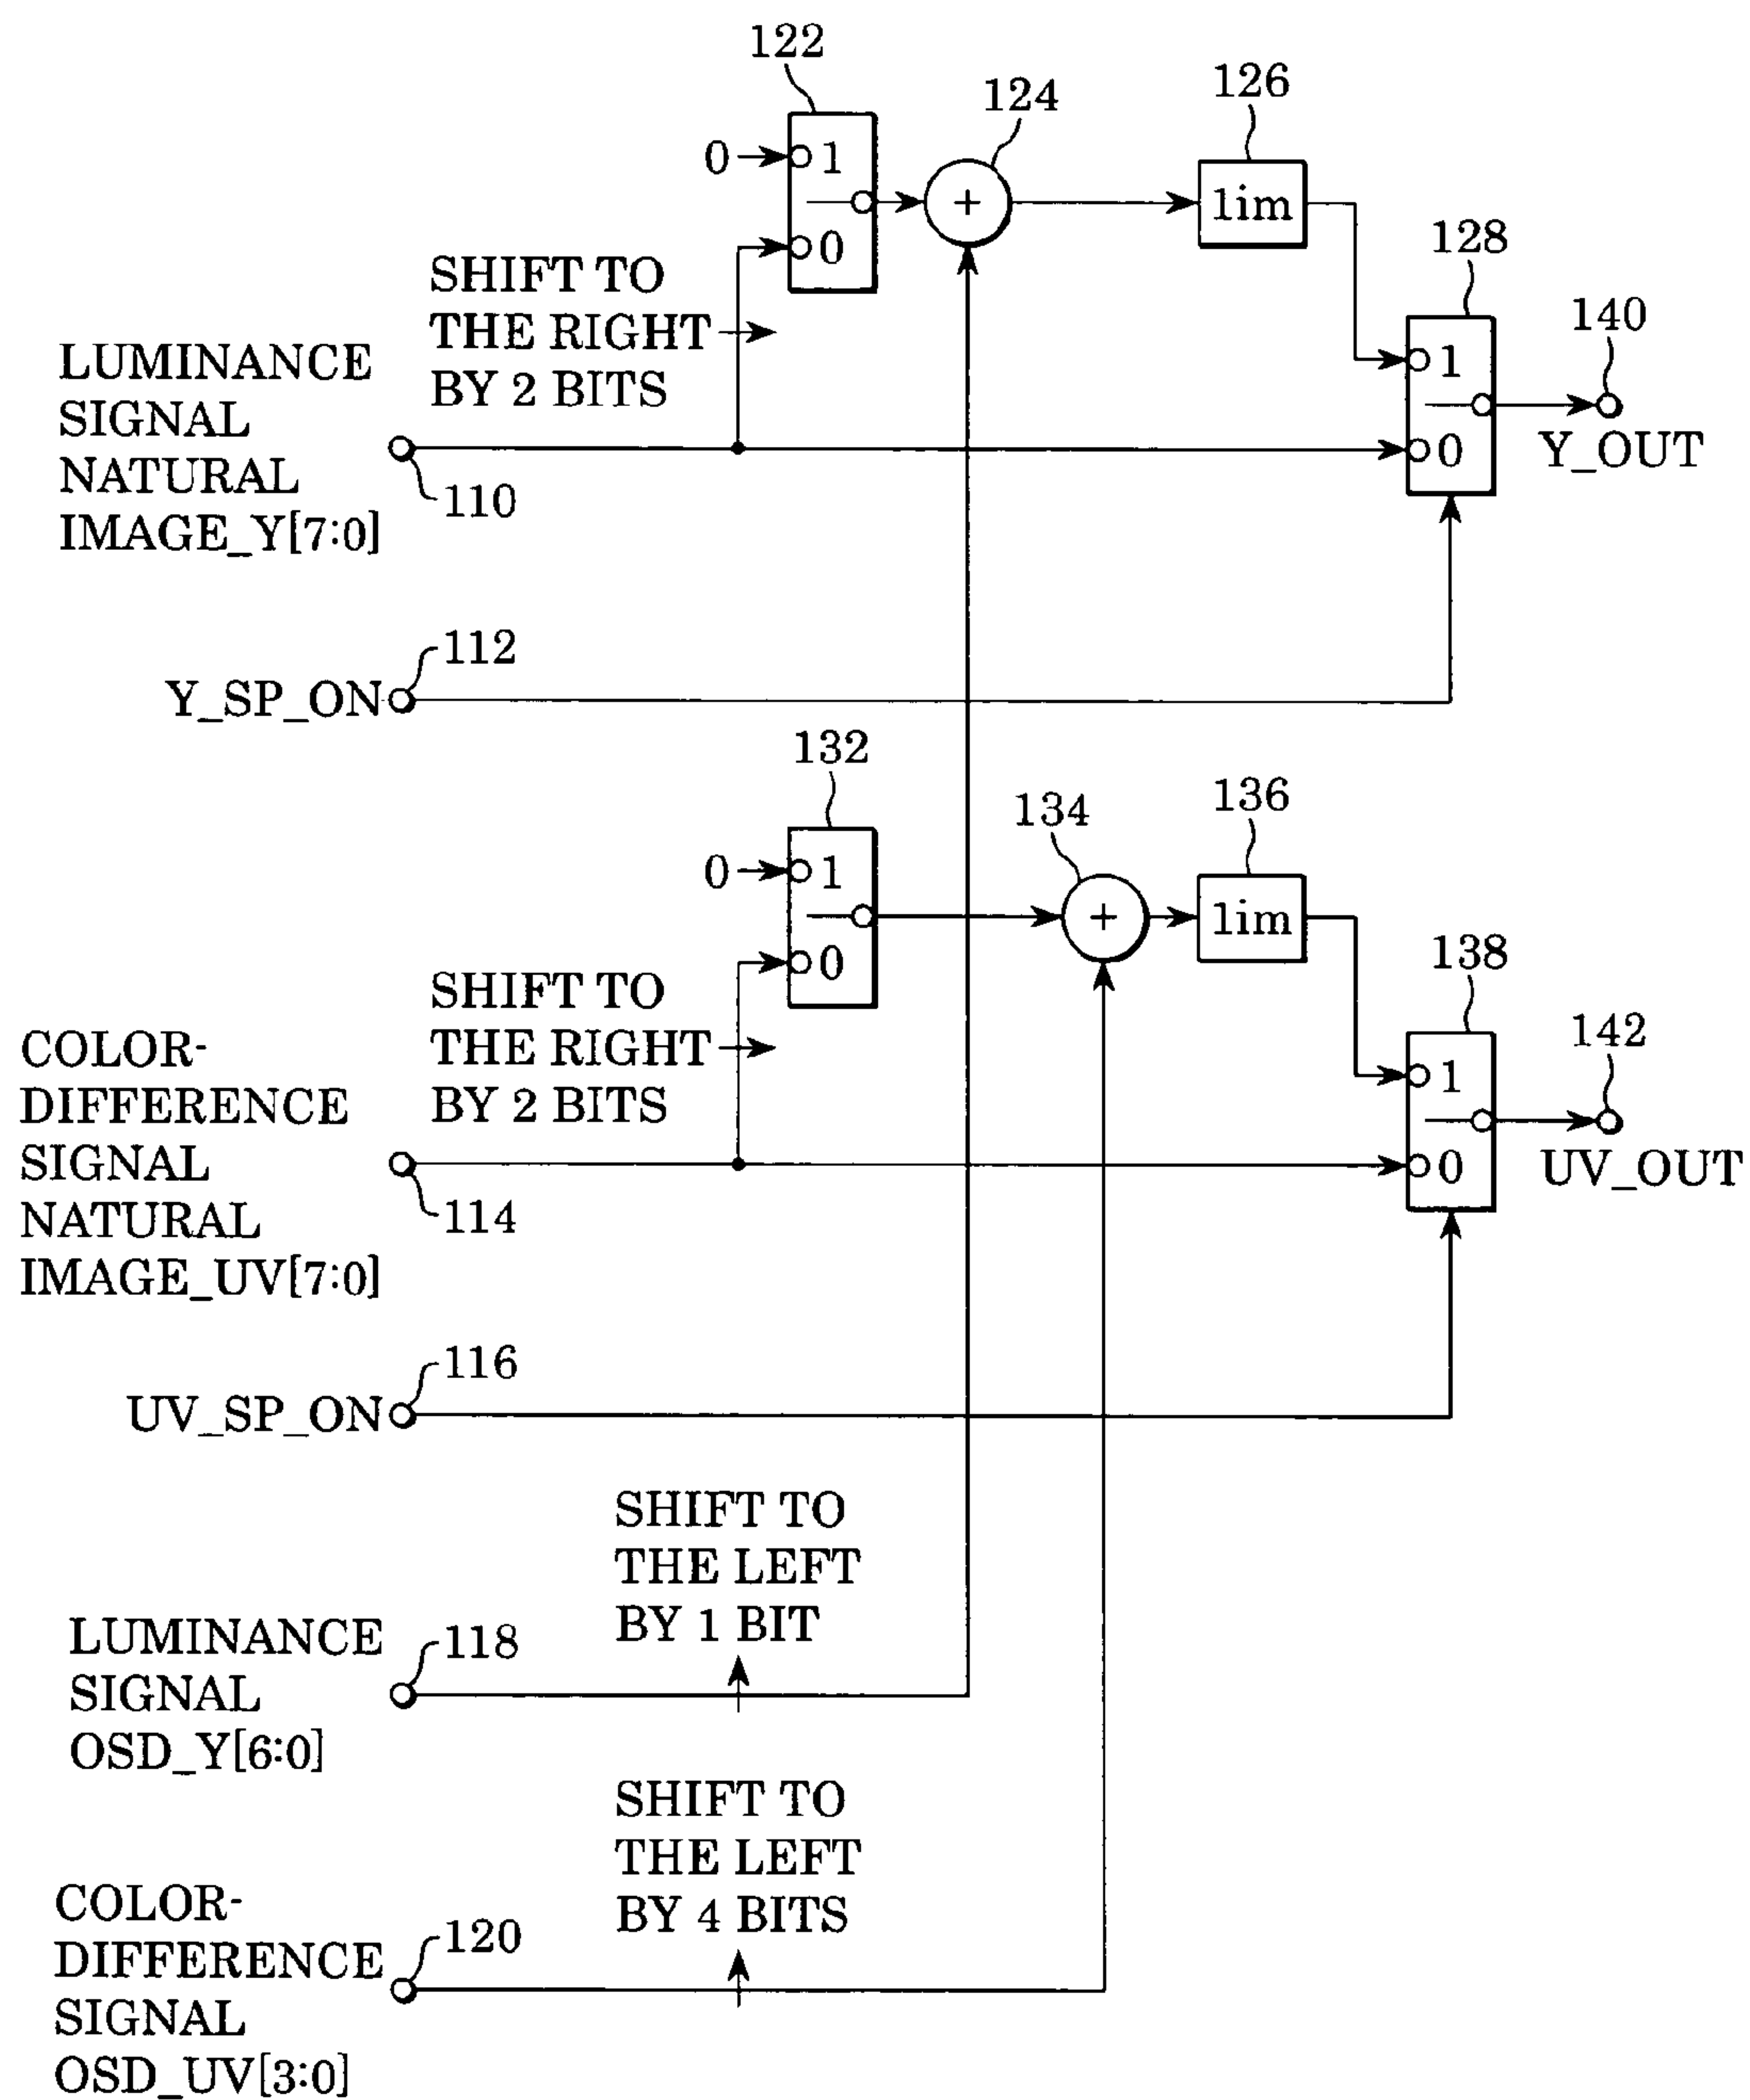 122
124
126
0
1
+
lim
0
128
SHIFT TO
THE RIGHT
BY 2 BITS
140
LUMINANCE
SIGNAL
NATURAL
IMAGE_Y[7:0]
1
0
Y_OUT
110
112
Y_SP_ON
132
134
136
0
1
+
lim
0
138
SHIFT TO
THE RIGHT
BY 2 BITS
142
COLOR-
DIFFERENCE
SIGNAL
NATURAL
IMAGE_UV[7:0]
1
0
UV_OUT
114
116
UV_SP_ON
SHIFT TO
THE LEFT
BY 1 BIT
LUMINANCE
SIGNAL
OSD_Y[6:0]
118
SHIFT TO
THE LEFT
BY 4 BITS
COLOR-
DIFFERENCE
SIGNAL
OSD_UV[3:0]
120